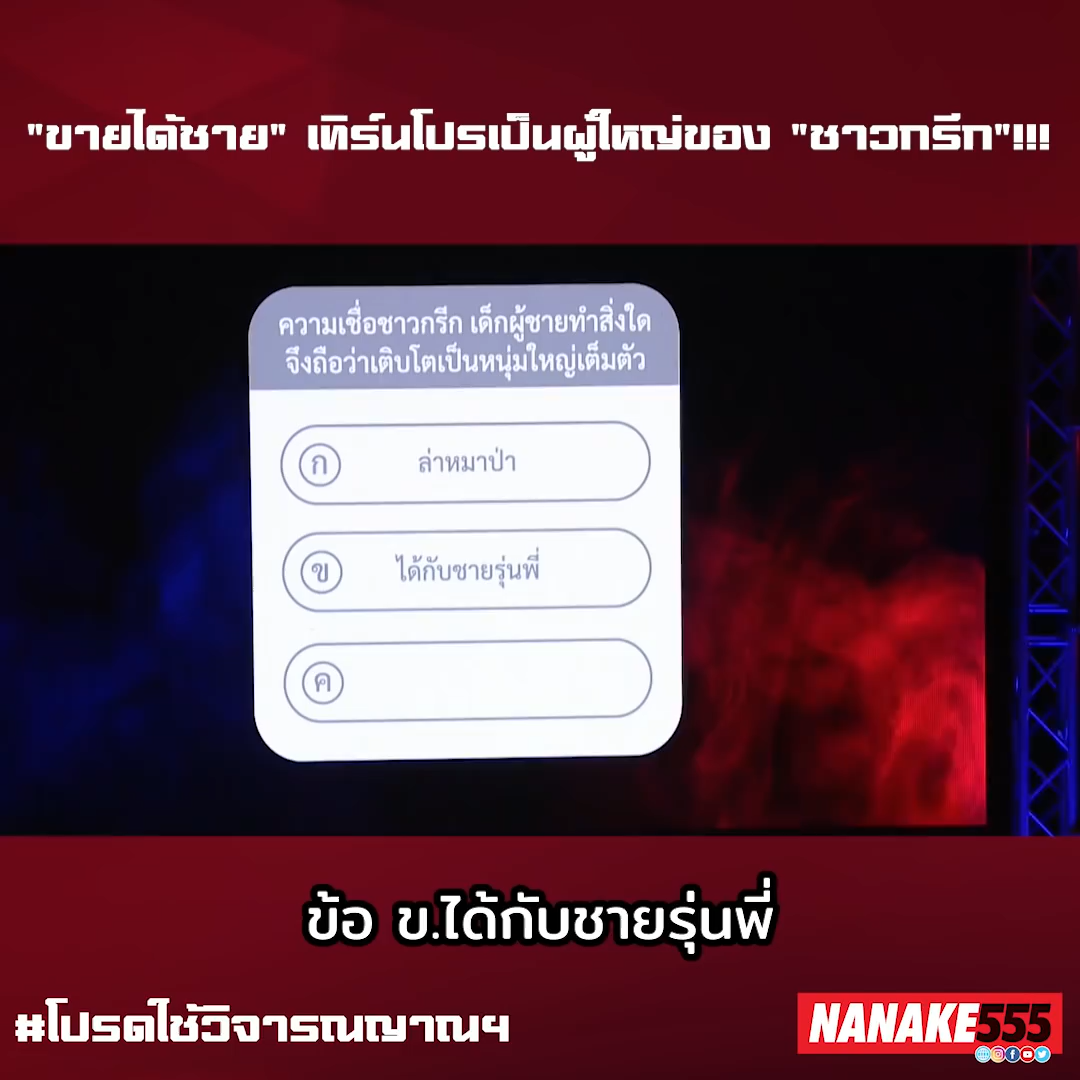 "ชายได้ชาย" เทิร์นโปรเป็นผู้ใหญ่ของ "ชาวกรีก"!!!
ความเชื่อชาวกรีก เด็กผู้ชายทำสิ่งใด
จึงถือว่าเติบโตเป็นหนุ่มใหญ่เต็มตัว
ก ล่าหมาป่า
ข ได้กับชายรุ่นพี่
ค
ข้อ ข.ได้กับชายรุ่นพี่
#โปรดใช้วิจารณญาณฯ
NANAKE555